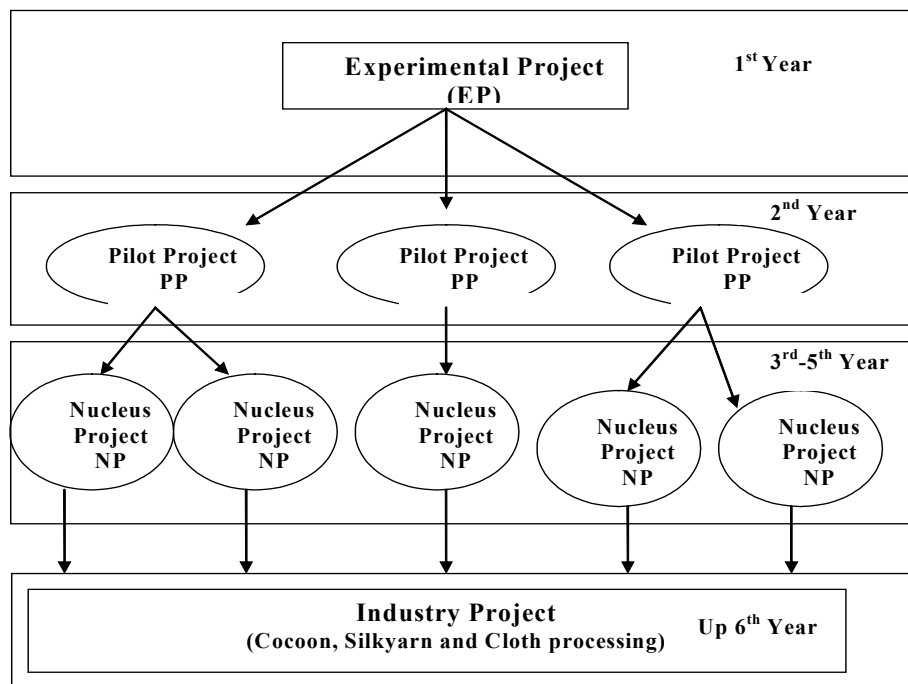 Experimental Project
(EP)
1st Year
2nd Year
Pilot Project
PP
Pilot Project
PP
Pilot Project
PP
3rd-5th Year
Nucleus
Project
NP
Nucleus
Project
NP
Nucleus
Project
NP
Nucleus
Project
NP
Nucleus
Project
NP
Industry Project
(Cocoon, Silkyarn and Cloth processing)
Up 6th Year